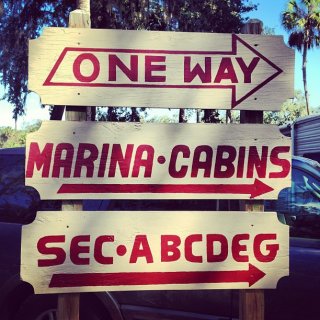 ONE WAY
MARINA • CABINS
SEC • ABCDEG